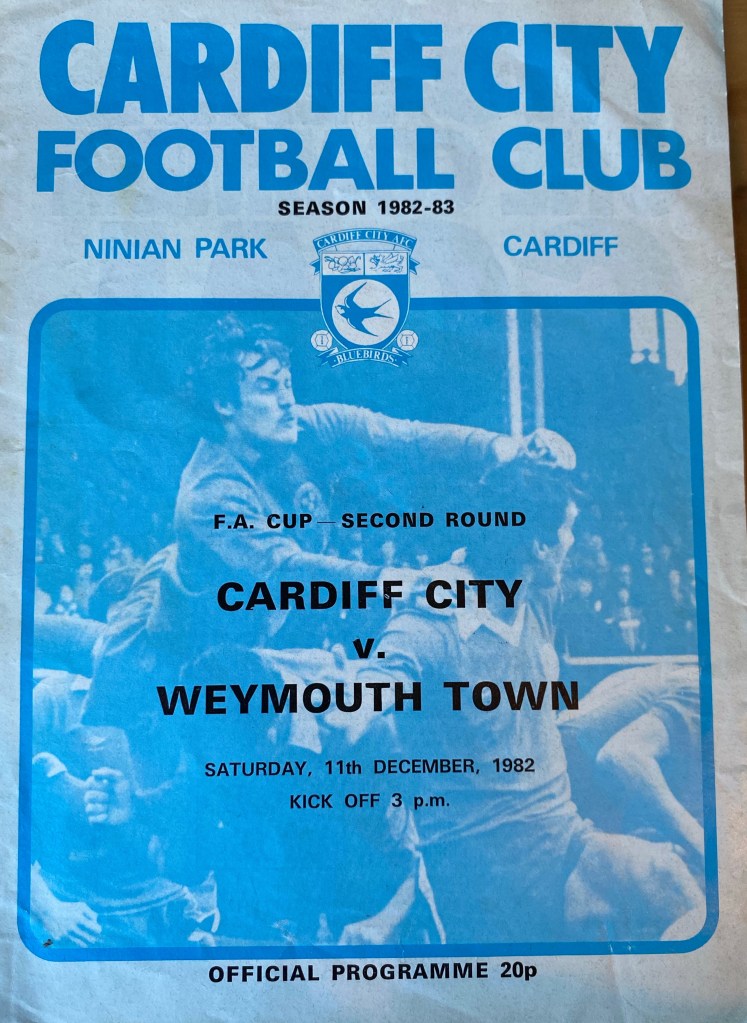 CARDIFF CITY
FOOTBALL CLUB
SEASON 1982-83
NINIAN PARK
CARDIFF
CARDIFF CITY AFC
BLUEBIRDS
F.A. CUP — SECOND ROUND
CARDIFF CITY
v.
WEYMOUTH TOWN
SATURDAY, 11th DECEMBER, 1982
KICK OFF 3 p.m.
OFFICIAL PROGRAMME 20p